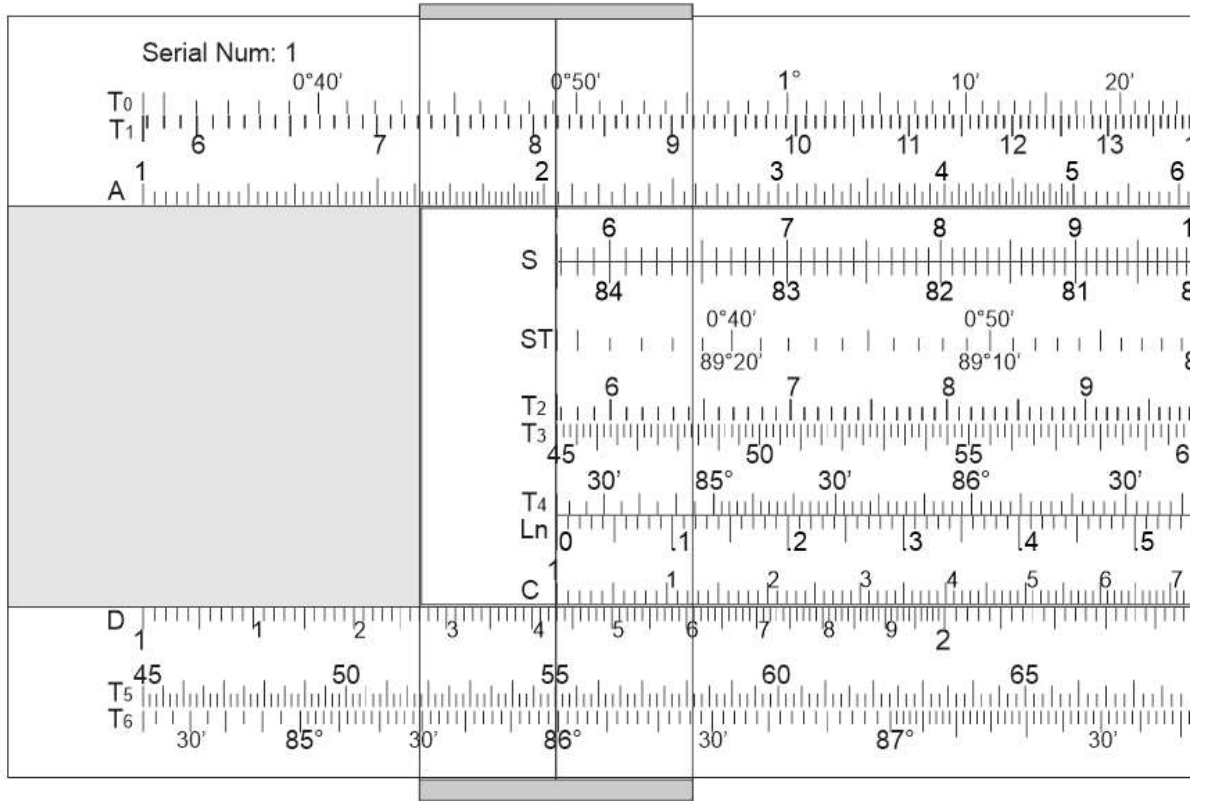 Serial Num: 1
0°40' 0°50' 1° 10' 20'
T0
T1
6 7 8 9 10 11 12 13 1
1 2 3 4 5 6
A
6 7 8 9 1
S
84 83 82 81 8
0°40' 0°50'
ST
89°20' 89°10' 8
6 7 8 9
T2
T3
45 50 55 6
30' 85° 30' 86° 30'
T4
Ln
0 .1 .2 .3 .4 .5
1
C 1 2 3 4 5 6 7
D
1 1 2 3 4 5 6 7 8 9 2
45 50 55 60 65
T5
T6
30' 85° 30' 86° 30' 87° 30'